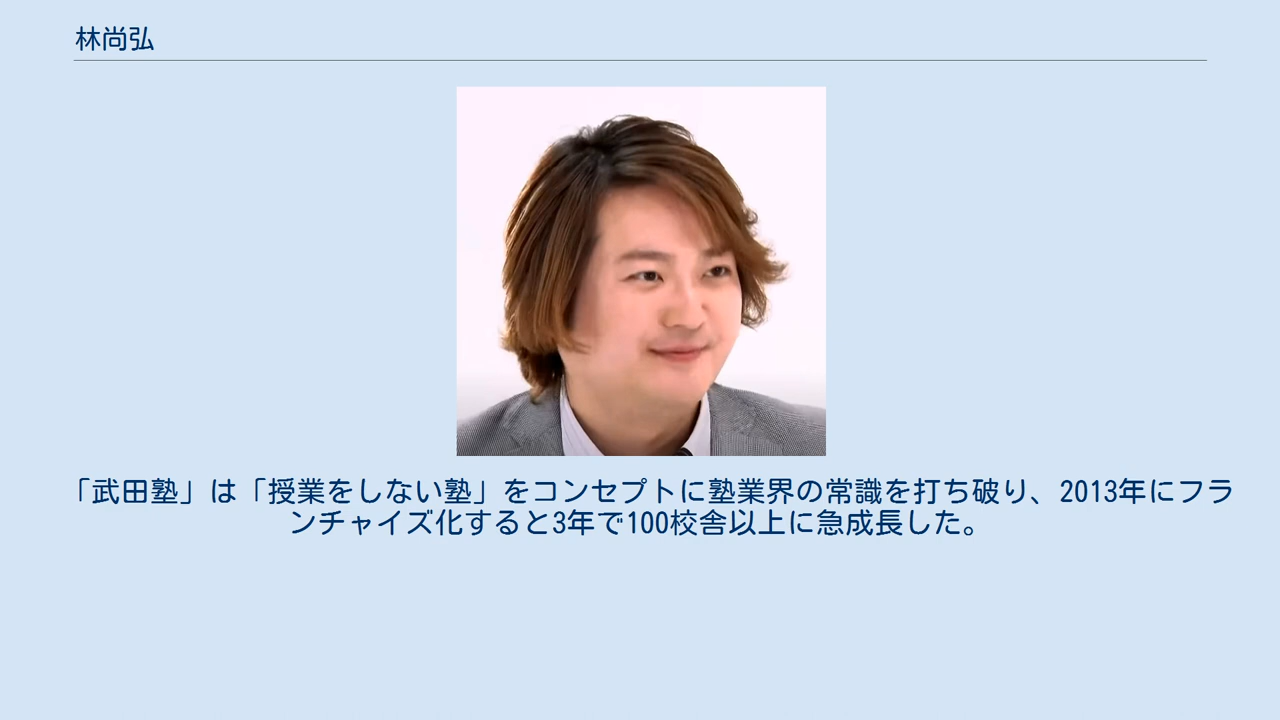 林尚弘
「武田塾」は「授業をしない塾」をコンセプトに塾業界の常識を打ち破り、2013年にフラ
ンチャイズ化すると3年で100校舎以上に急成長した。